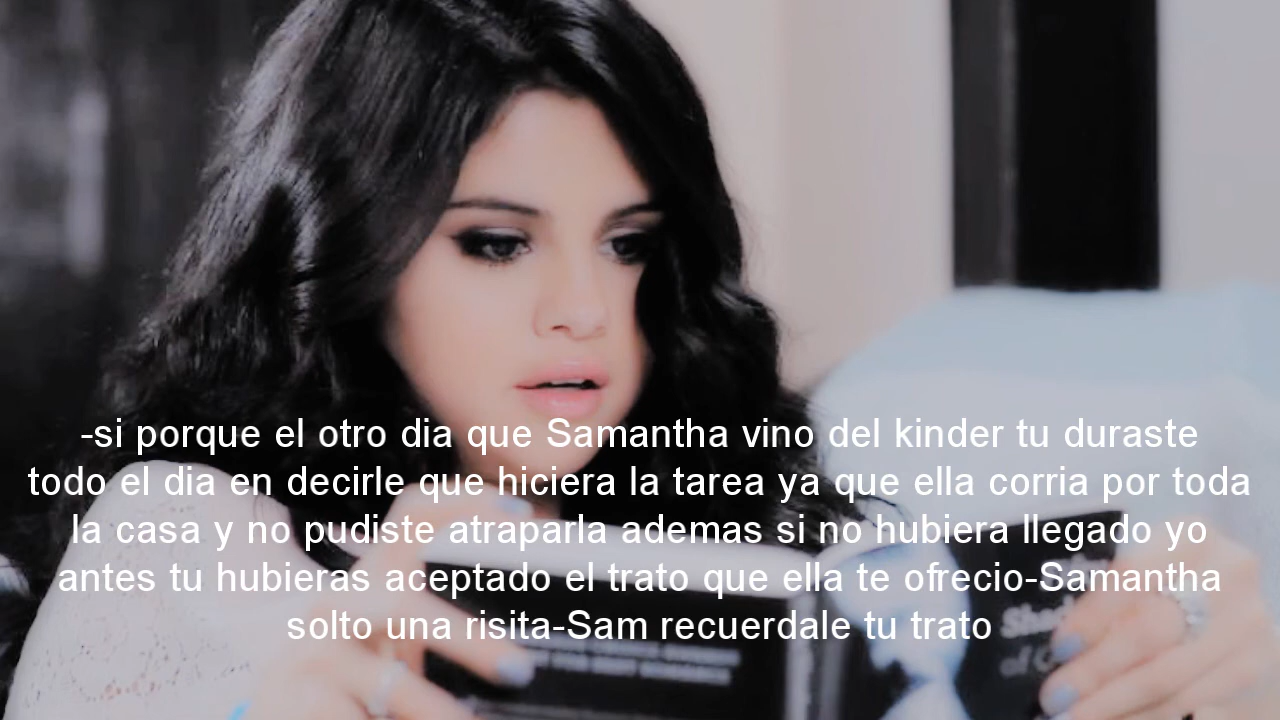 -si porque el otro dia que Samantha vino del kinder tu duraste
todo el dia en decirle que hiciera la tarea ya que ella corria por toda
la casa y no pudiste atraparla ademas si no hubiera llegado yo
antes tu hubieras aceptado el trato que ella te ofrecio-Samantha
solto una risita-Sam recuerdale tu trato
of